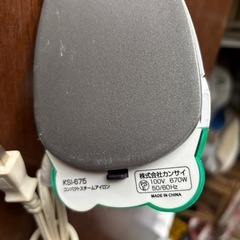 KSI-675
コンパクトスチームアイロン
株式会社カンサイ
100V 670W
50/60Hz
MADE IN CHINA